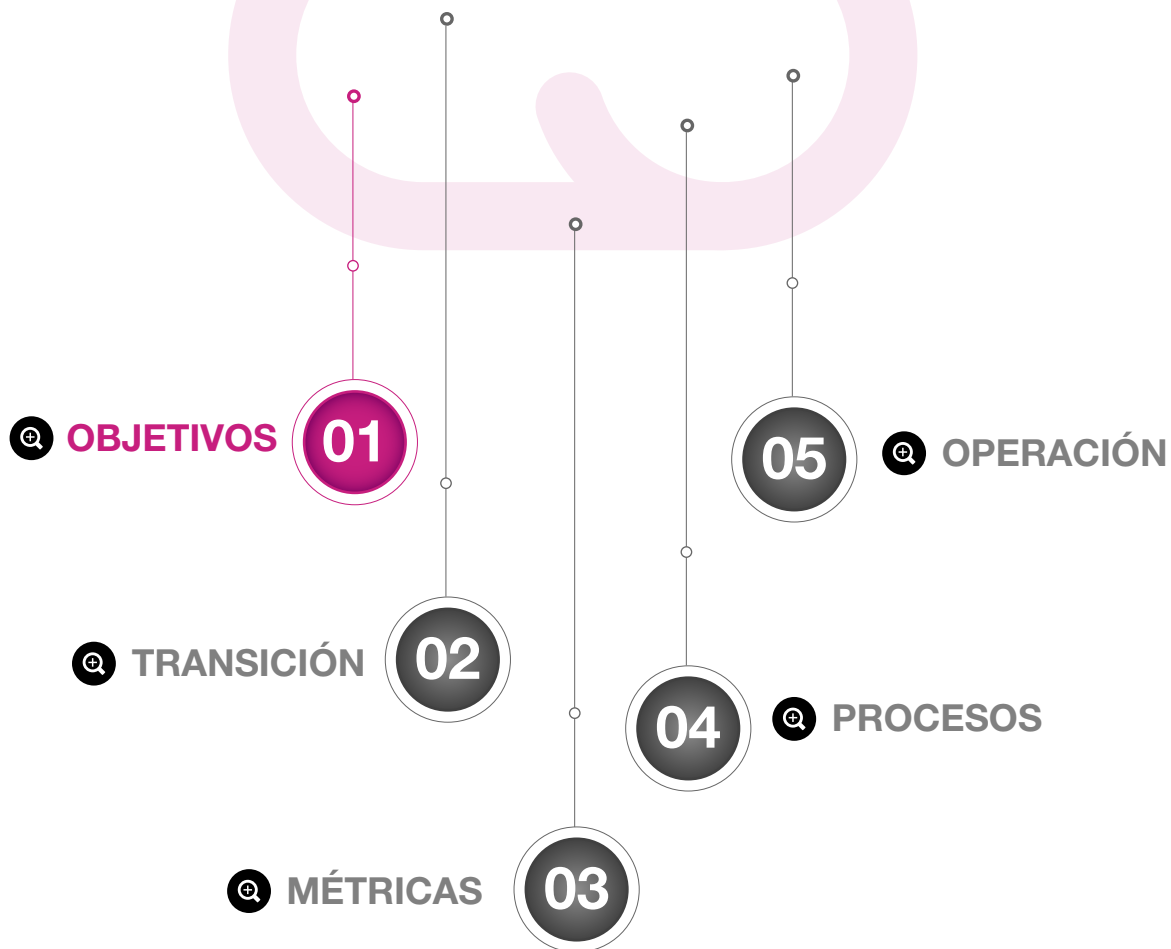 OBJETIVOS 01
TRANSICIÓN 02
MÉTRICAS 03
04 PROCESOS
05 OPERACIÓN